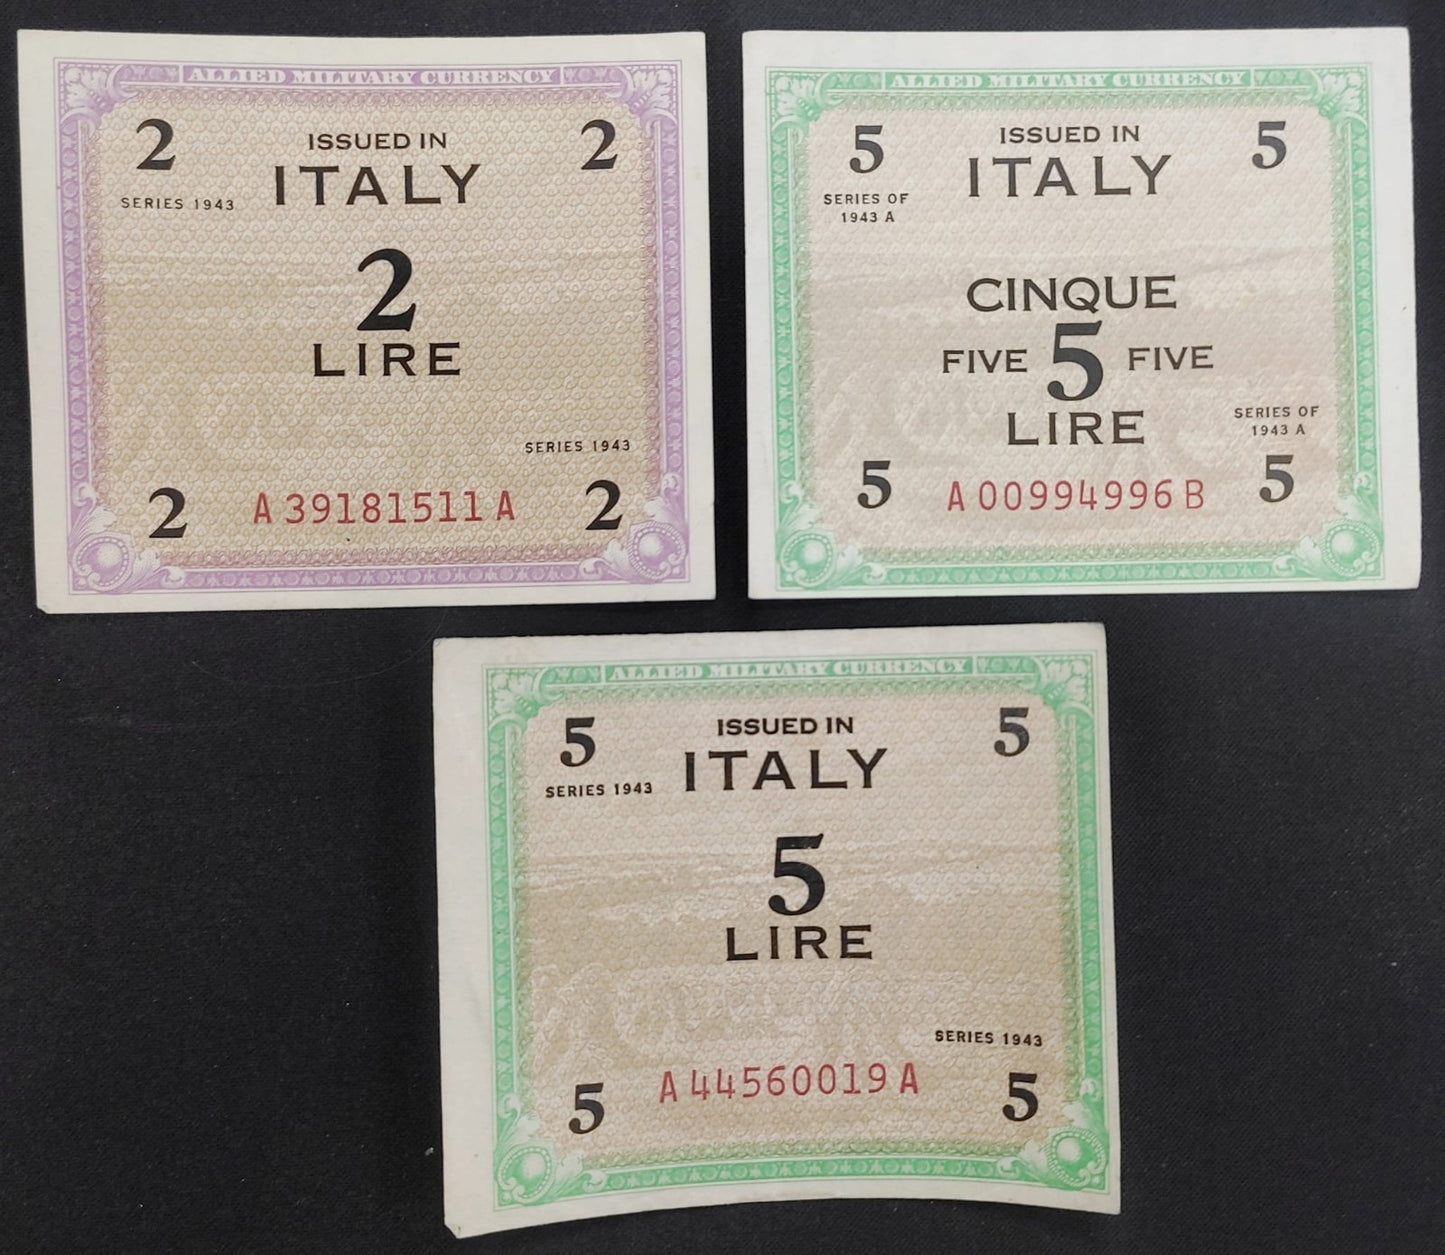 ALLIED MILITARY CURRENCY
2 ISSUED IN 2
SERIES 1943 ITALY
2
LIRE
SERIES 1943
2 A 39181511 A 2
ALLIED MILITARY CURRENCY
5 ISSUED IN 5
ITALY
SERIES OF
1943 A
CINQUE
FIVE 5 FIVE
LIRE
SERIES OF
1943 A
5 A 00994996 B 5
ALLIED MILITARY CURRENCY
5 ISSUED IN 5
SERIES 1943 ITALY
5
LIRE
SERIES 1943
5 A 44560019 A 5